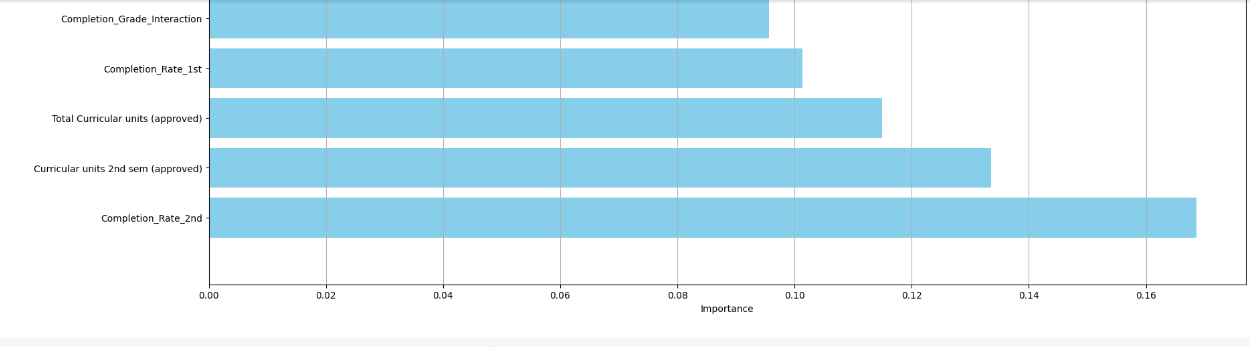 Completion_Grade_Interaction
Completion_Rate_1st
Total Curricular units (approved)
Curricular units 2nd sem (approved)
Completion_Rate_2nd
0.00 0.02 0.04 0.06 0.08 0.10 0.12 0.14 0.16
Importance